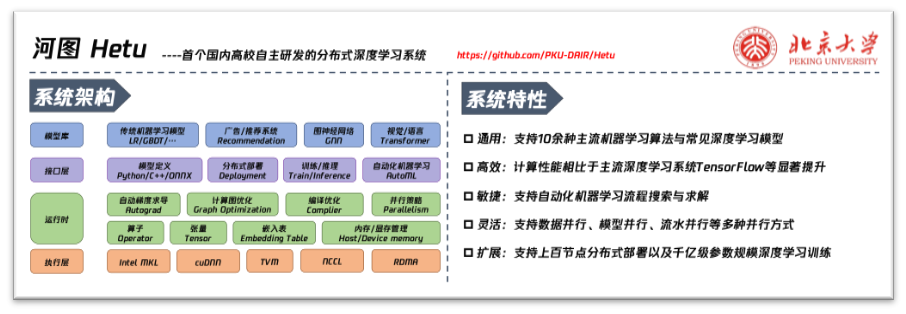 河图 Hetu ----首个国内高校自主研发的分布式深度学习系统 https://github.com/PKU-DAIR/Hetu
北京大学
PEKING UNIVERSITY
系统架构
模型库
传统机器学习模型
LR/GBDT/…
广告/推荐系统
Recommendation
图神经网络
GNN
视觉/语言
Transformer
接口层
模型定义
Python/C++/ONNX
分布式部署
Deployment
训练/推理
Train/Inference
自动化机器学习
AutoML
运行时
自动梯度求导
Autograd
计算图优化
Graph Optimization
编译优化
Complier
并行策略
Parallelism
算子
Operator
张量
Tensor
嵌入表
Embedding Table
内存/显存管理
Host/Device memory
执行层
Intel MKL
cuDNN
TVM
NCCL
RDMA
系统特性
通用：支持10余种主流机器学习算法与常见深度学习模型
高效：计算性能相比于主流深度学习系统TensorFlow等显著提升
敏捷：支持自动化机器学习流程搜索与求解
灵活：支持数据并行、模型并行、流水并行等多种并行方式
扩展：支持上百节点分布式部署以及千亿级参数规模深度学习训练